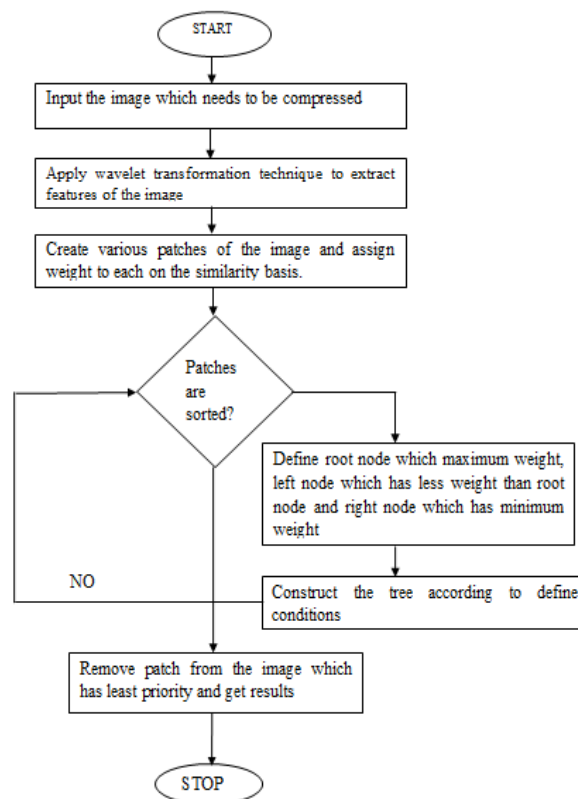 START
Input the image which needs to be compressed
Apply wavelet transformation technique to extract
features of the image
Create various patches of the image and assign
weight to each on the similarity basis.
Patches
are
sorted?
Define root node which maximum weight,
left node which has less weight than root
node and right node which has minimum
weight
NO
Construct the tree according to define
conditions
Remove patch from the image which
has least priority and get results
STOP